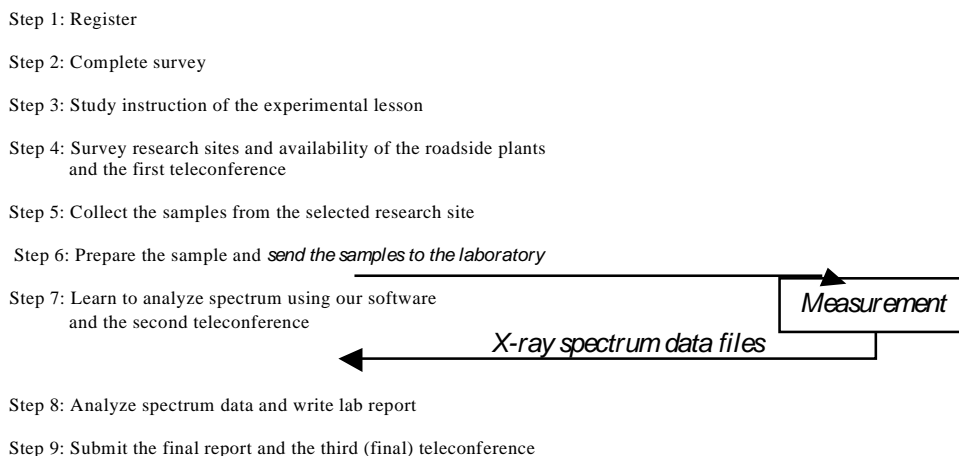 Step 1: Register
Step 2: Complete survey
Step 3: Study instruction of the experimental lesson
Step 4: Survey research sites and availability of the roadside plants
and the first teleconference
Step 5: Collect the samples from the selected research site
Step 6: Prepare the sample and send the samples to the laboratory
Step 7: Learn to analyze spectrum using our software
and the second teleconference
Measurement
X-ray spectrum data files
Step 8: Analyze spectrum data and write lab report
Step 9: Submit the final report and the third (final) teleconference